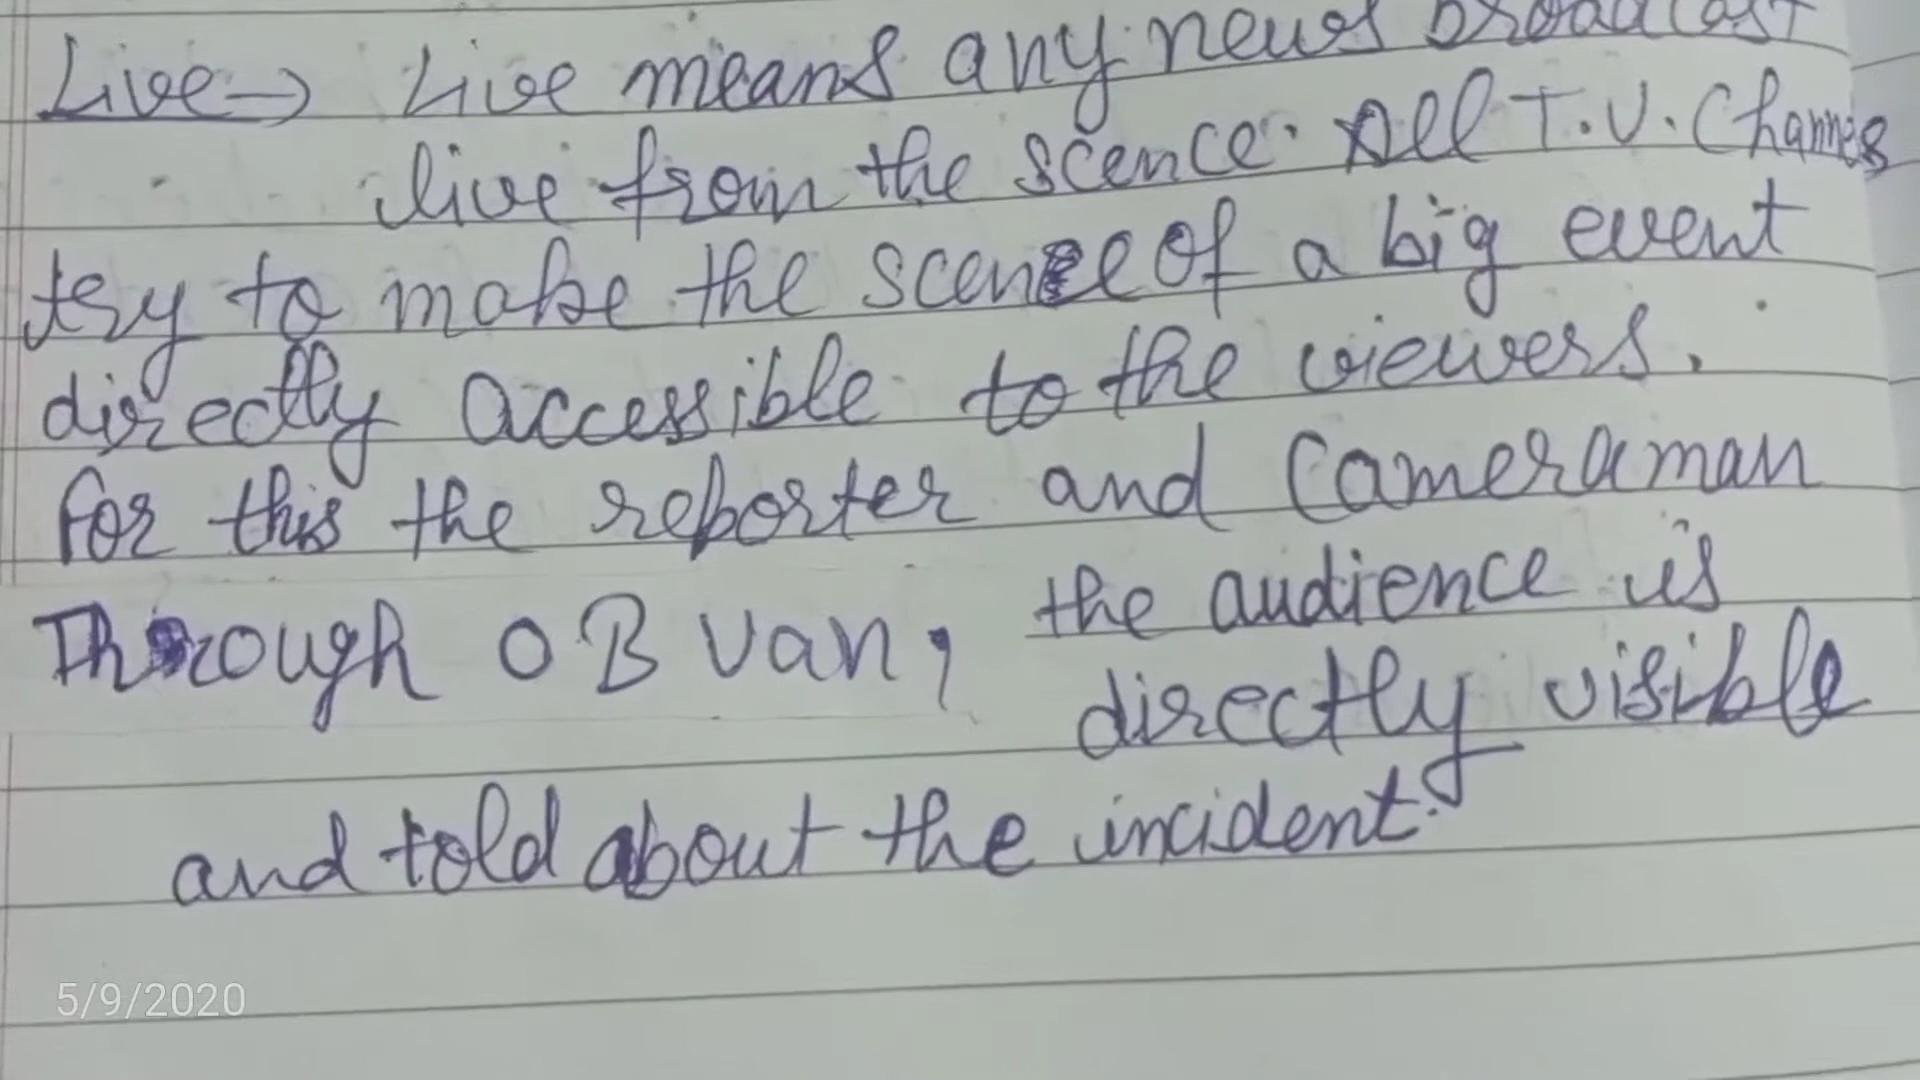 Live→ Live means any news broadcast
live from the scence. All T.V. Channes
try to make the scene of a big event
directly accessible to the viewers.
for this the reporter and Cameraman
Through OB van, the audience is
directly visible
and told about the incident.
5/9/2020